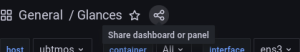 General / Glances
Share dashboard or panel
host ubtmos container All interface ens3